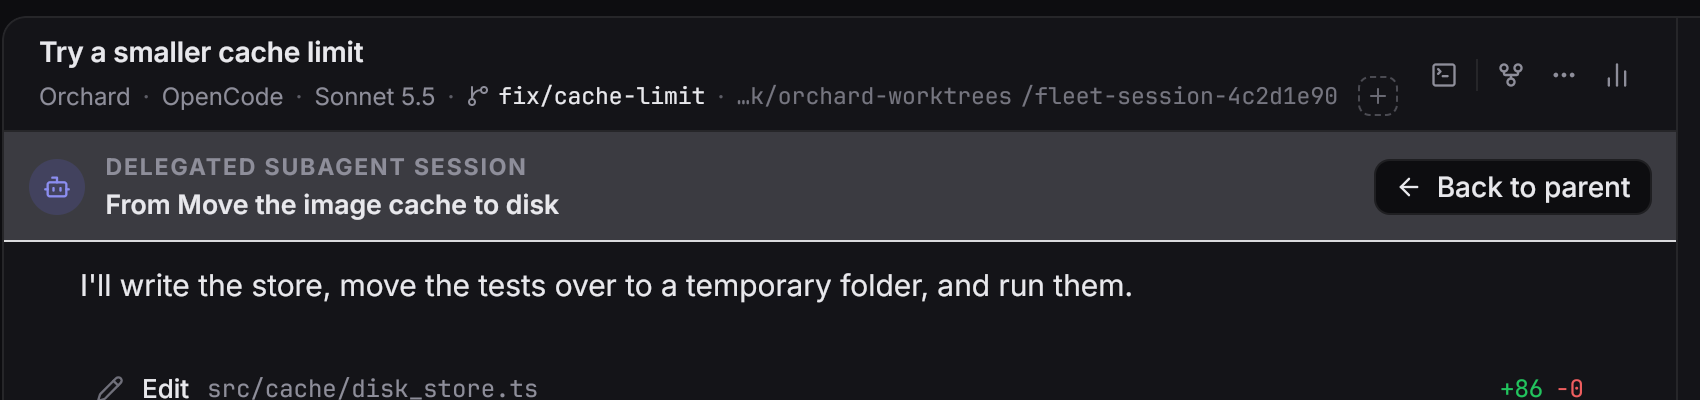 Try a smaller cache limit
Orchard · OpenCode · Sonnet 5.5 · fix/cache-limit · …k/orchard-worktrees /fleet-session-4c2d1e90
DELEGATED SUBAGENT SESSION
From Move the image cache to disk
← Back to parent
I'll write the store, move the tests over to a temporary folder, and run them.
Edit src/cache/disk_store.ts +86 -0